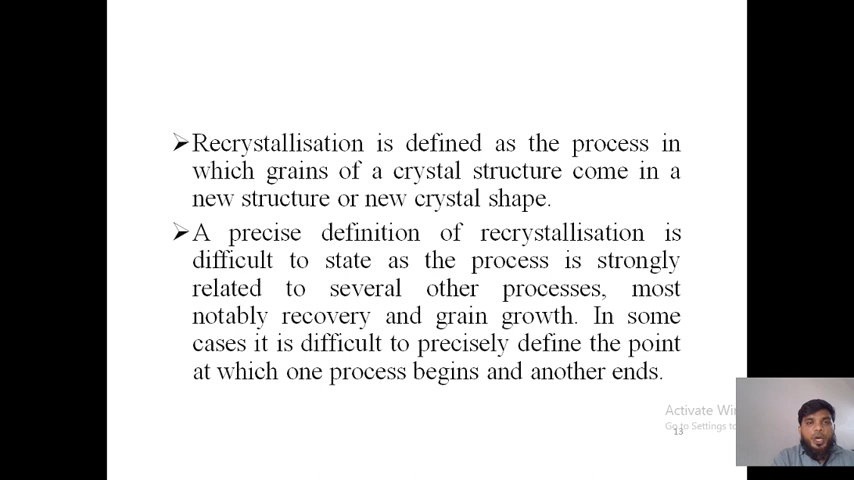 ➤Recrystallisation is defined as the process in
which grains of a crystal structure come in a
new structure or new crystal shape.
➤A precise definition of recrystallisation is
difficult to state as the process is strongly
related to several other processes, most
notably recovery and grain growth. In some
cases it is difficult to precisely define the point
at which one process begins and another ends.
Activate Wi
Go to Settings to
13